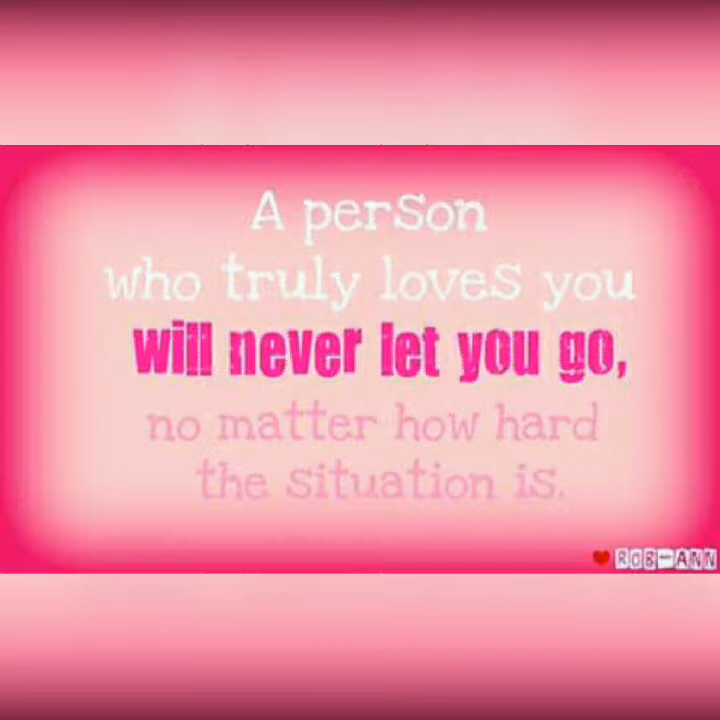 A person
who truly loves you
will never let you go,
no matter how hard
the situation is.
ROB-ANN